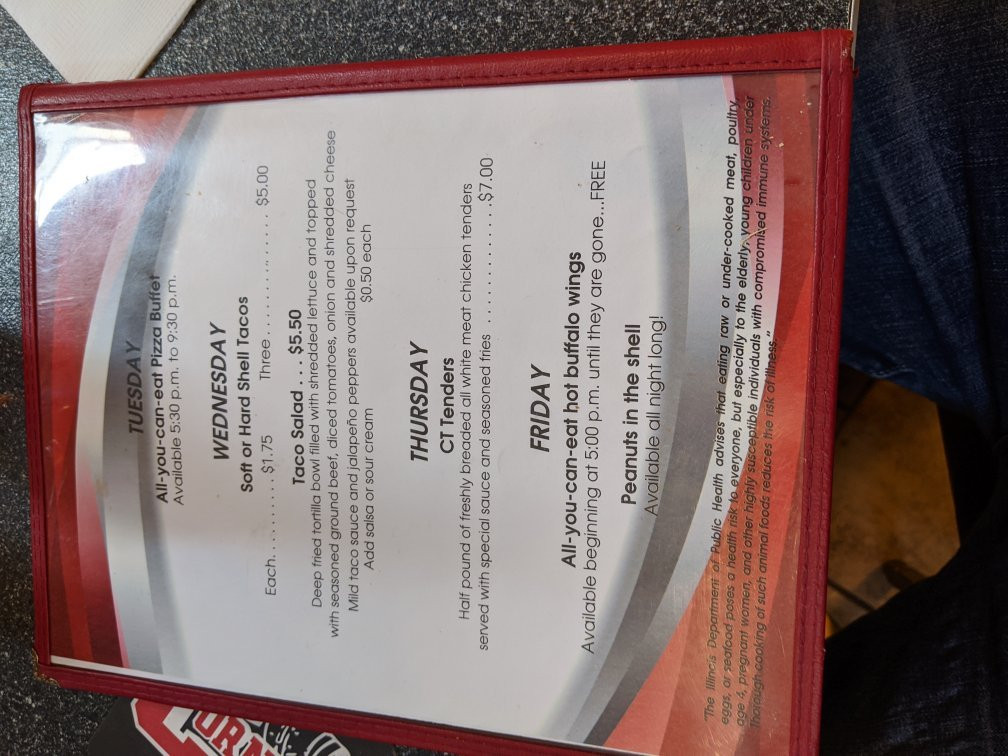 TUESDAY
All-you-can-eat Pizza Buffet
Available 5:30 p.m. to 9:30 p.m.
WEDNESDAY
Soft or Hard Shell Tacos
Each.......... $1.75 Three............... $5.00
Taco Salad . . . $5.50
Deep fried tortilla bowl filled with shredded lettuce and topped
with seasoned ground beef, diced tomatoes, onion and shredded cheese
Mild taco sauce and jalapeño peppers available upon request
Add salsa or sour cream $0.50 each
THURSDAY
CT Tenders
Half pound of freshly breaded all white meat chicken tenders
served with special sauce and seasoned fries ...............$7.00
FRIDAY
All-you-can-eat hot buffalo wings
Available beginning at 5:00 p.m. until they are gone...FREE
Peanuts in the shell
Available all night long!
"The Illinois Department of Public Health advises that eating raw or under-cooked meat, poultry,
eggs, or seafood poses a health risk to everyone, but especially to the elderly, young children under
age 4, pregnant women, and other highly susceptible individuals with compromised immune systems.
Thorough cooking of such animal foods reduces the risk of illness."